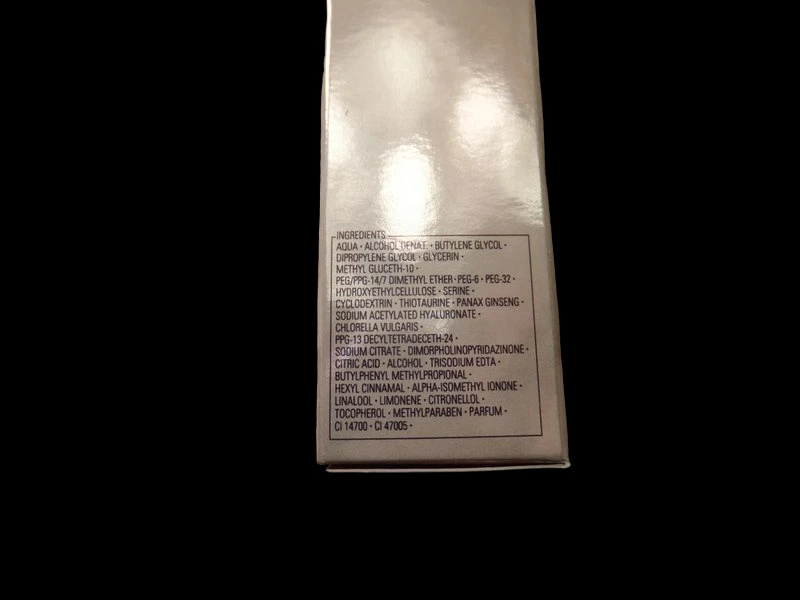 INGREDIENTS
AQUA · ALCOHOL DENAT. · BUTYLENE GLYCOL ·
DIPROPYLENE GLYCOL · GLYCERIN ·
METHYL GLUCETH-10 ·
PEG/PPG-14/7 DIMETHYL ETHER · PEG-6 · PEG-32 ·
HYDROXYETHYLCELLULOSE · SERINE ·
CYCLODEXTRIN · THIOTAURINE · PANAX GINSENG ·
SODIUM ACETYLATED HYALURONATE ·
CHLORELLA VULGARIS ·
PPG-13 DECYLTETRADECETH-24 ·
SODIUM CITRATE · DIMORPHOLINOPYRIDAZINONE ·
CITRIC ACID · ALCOHOL · TRISODIUM EDTA ·
BUTYLPHENYL METHYLPROPIONAL ·
HEXYL CINNAMAL · ALPHA-ISOMETHYL IONONE ·
LINALOOL · LIMONENE · CITRONELLOL ·
TOCOPHEROL · METHYLPARABEN · PARFUM ·
CI 14700 · CI 47005 ·